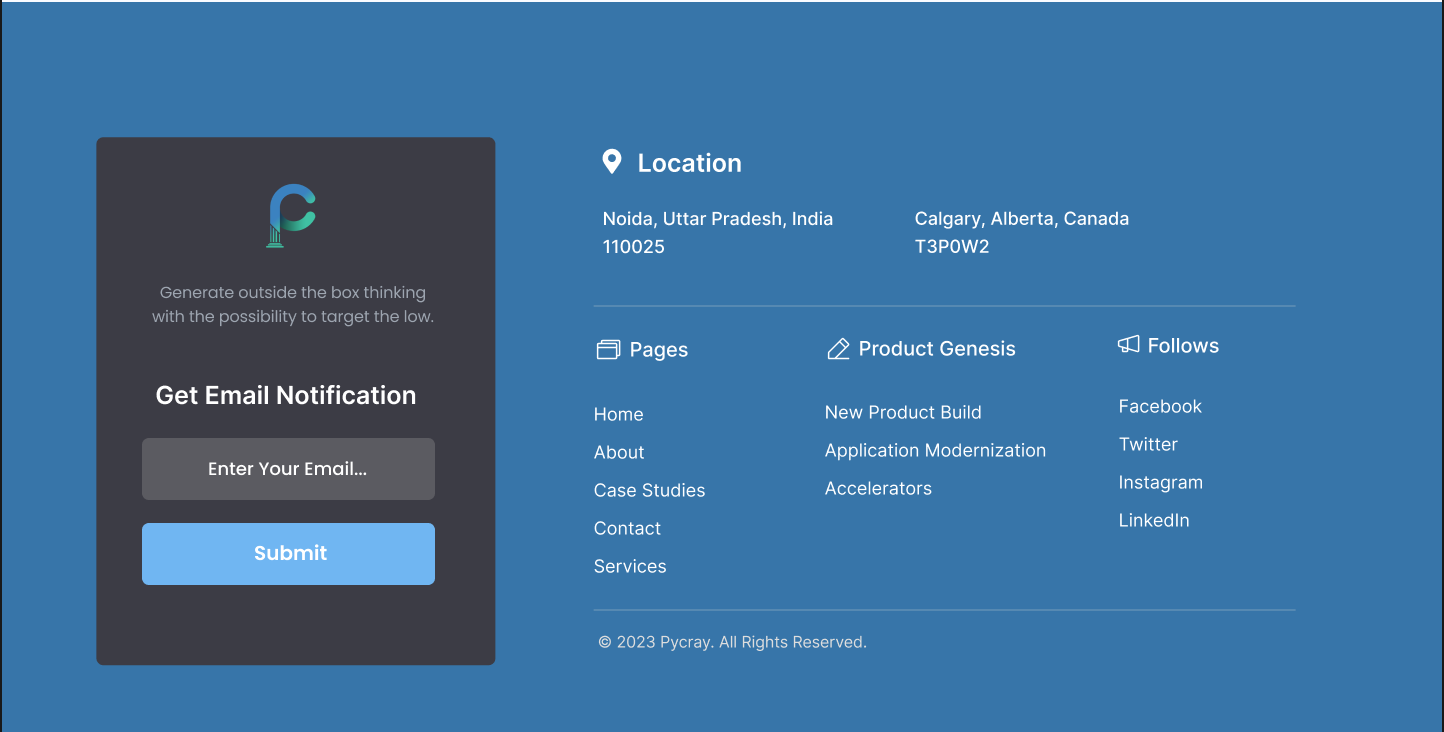 Generate outside the box thinking
with the possibility to target the low.
Get Email Notification
Enter Your Email...
Submit
Location
Noida, Uttar Pradesh, India
110025
Calgary, Alberta, Canada
T3P0W2
Pages
Home
About
Case Studies
Contact
Services
Product Genesis
New Product Build
Application Modernization
Accelerators
Follows
Facebook
Twitter
Instagram
LinkedIn
© 2023 Pycray. All Rights Reserved.